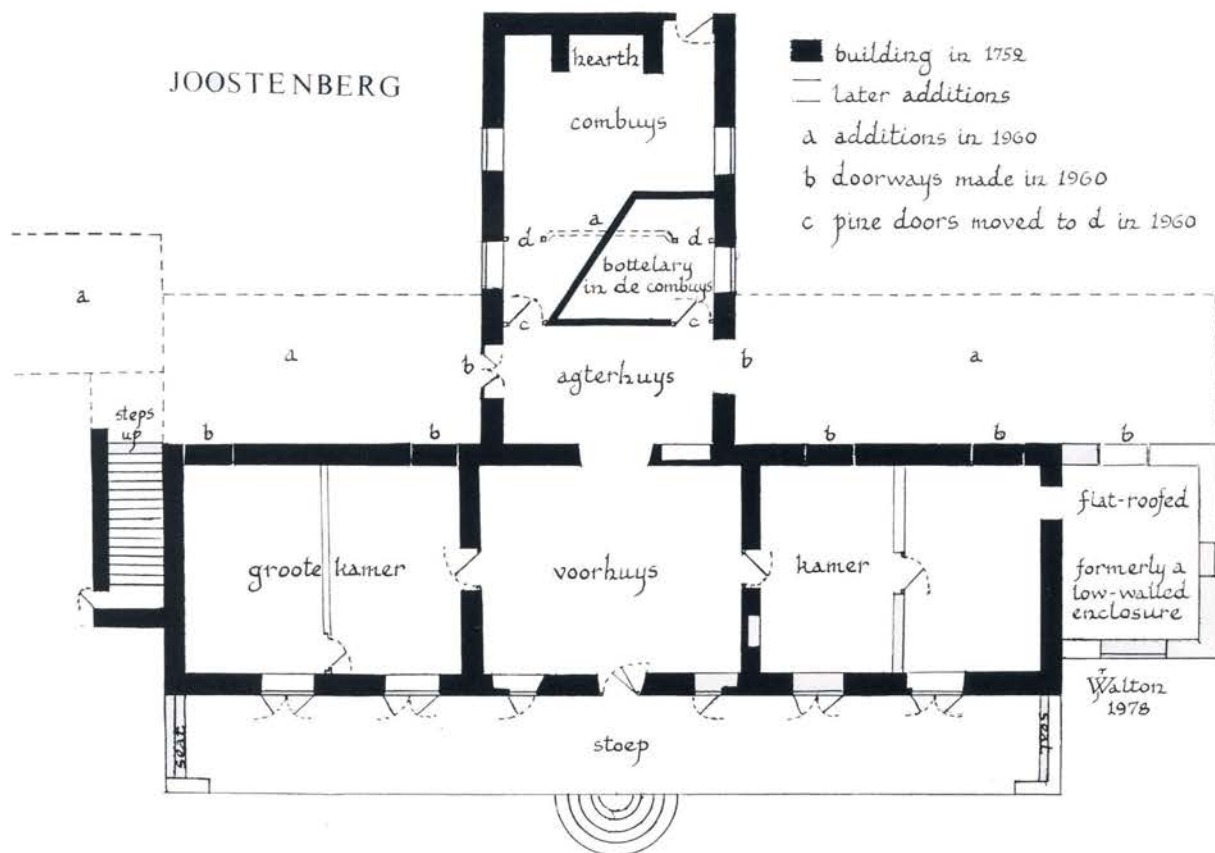 JOOSTENBERG
hearth
combuys
building in 1752
later additions
a additions in 1960
b doorways made in 1960
c pine doors moved to d in 1960
a
d
d
bottelary
in de combuys
c
c
a
a
b
agterhuys
b
a
steps
up
b
b
b
b
b
groote kamer
voorhuys
kamer
flat-roofed
formerly a
low-walled
enclosure
seat
stoep
seat
Walton
1978